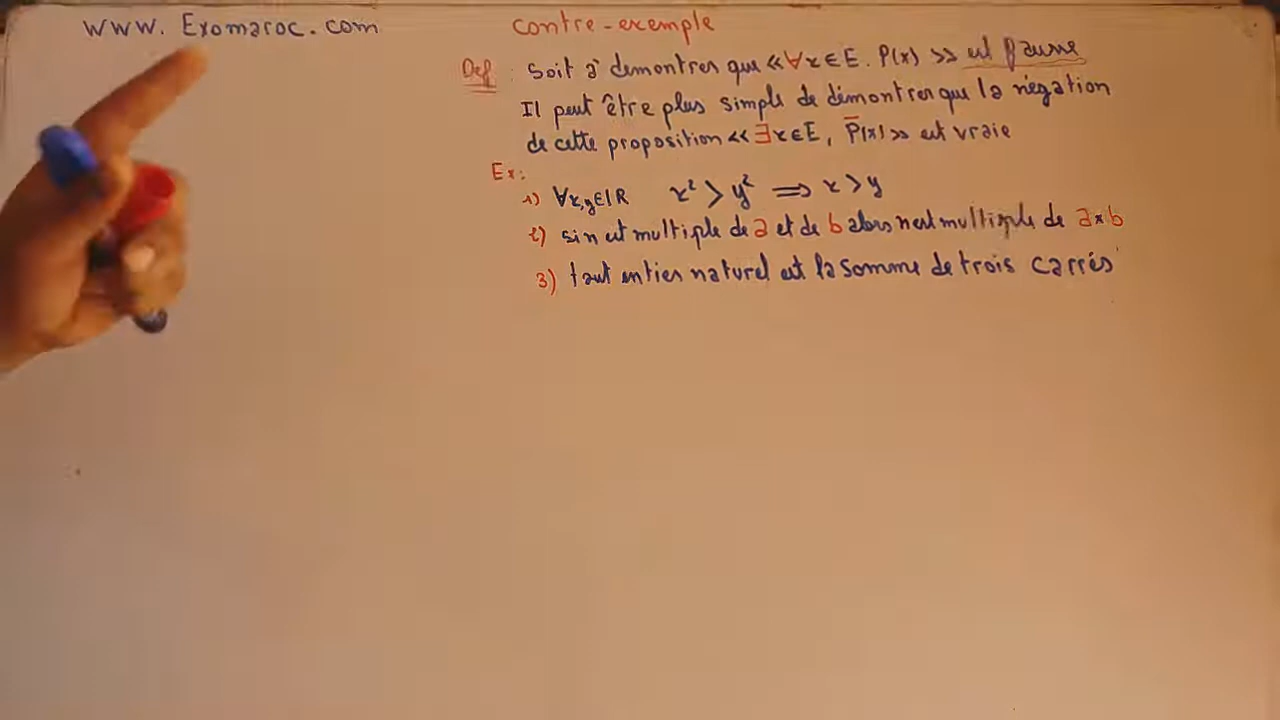 www. Exomaroc.com
contre-exemple
Def : Soit à demontrer que «∀x∈E. P(x) » est fausse
Il peut être plus simple de démontrer que la négation
de cette proposition « ∃x∈E, P̅(x) » est vraie
Ex:
1) ∀x,y∈IR x² > y² ⟹ x > y
2) si n est multiple de a et de b alors n est multiple de a×b
3) tout entier naturel est la somme de trois carrés